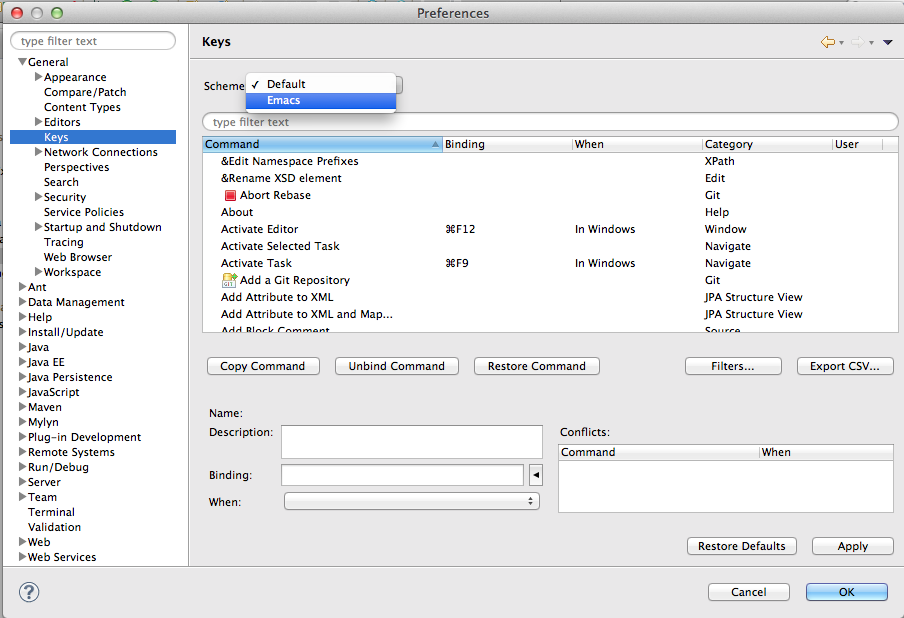 Preferences
type filter text
General
Appearance
Compare/Patch
Content Types
Editors
Keys
Network Connections
Perspectives
Search
Security
Service Policies
Startup and Shutdown
Tracing
Web Browser
Workspace
Ant
Data Management
Help
Install/Update
Java
Java EE
Java Persistence
JavaScript
Maven
Mylyn
Plug-in Development
Remote Systems
Run/Debug
Server
Team
Terminal
Validation
Web
Web Services
Keys
Scheme
✓ Default
Emacs
type filter text
Command Binding When Category User
&Edit Namespace Prefixes XPath
&Rename XSD element Edit
Abort Rebase Git
About Help
Activate Editor ⌘F12 In Windows Window
Activate Selected Task Navigate
Activate Task ⌘F9 In Windows Navigate
GIT Add a Git Repository Git
Add Attribute to XML JPA Structure View
Add Attribute to XML and Map... JPA Structure View
Add Block Comment Source
Copy Command Unbind Command Restore Command Filters... Export CSV...
Name:
Description:
Binding:
When:
Conflicts:
Command When
Restore Defaults Apply
? Cancel OK